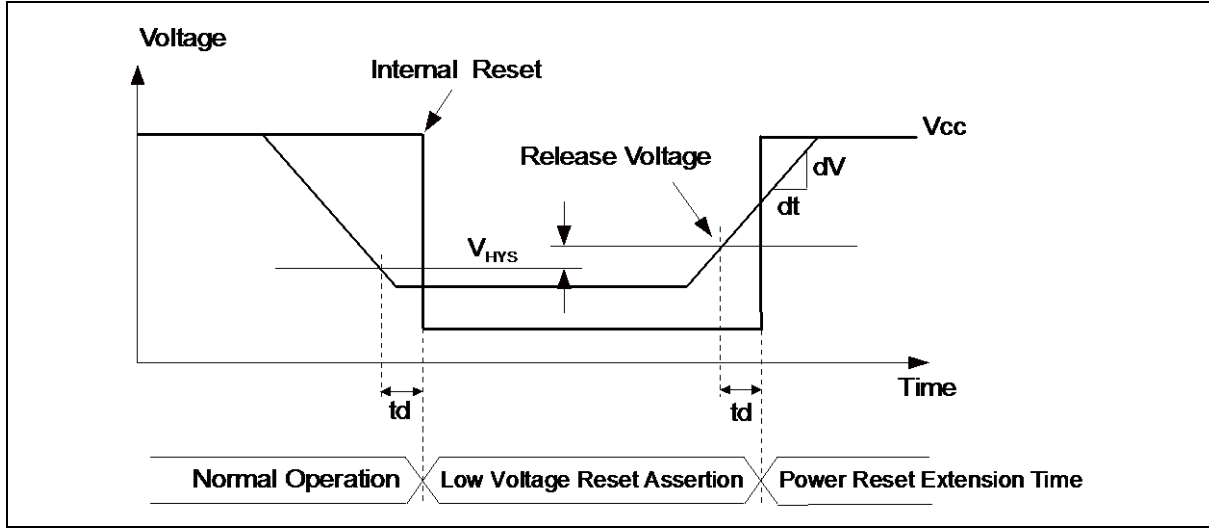 Voltage
Internal Reset
Vcc
Release Voltage
dV
dt
VHYS
Time
td
td
Normal Operation
Low Voltage Reset Assertion
Power Reset Extension Time